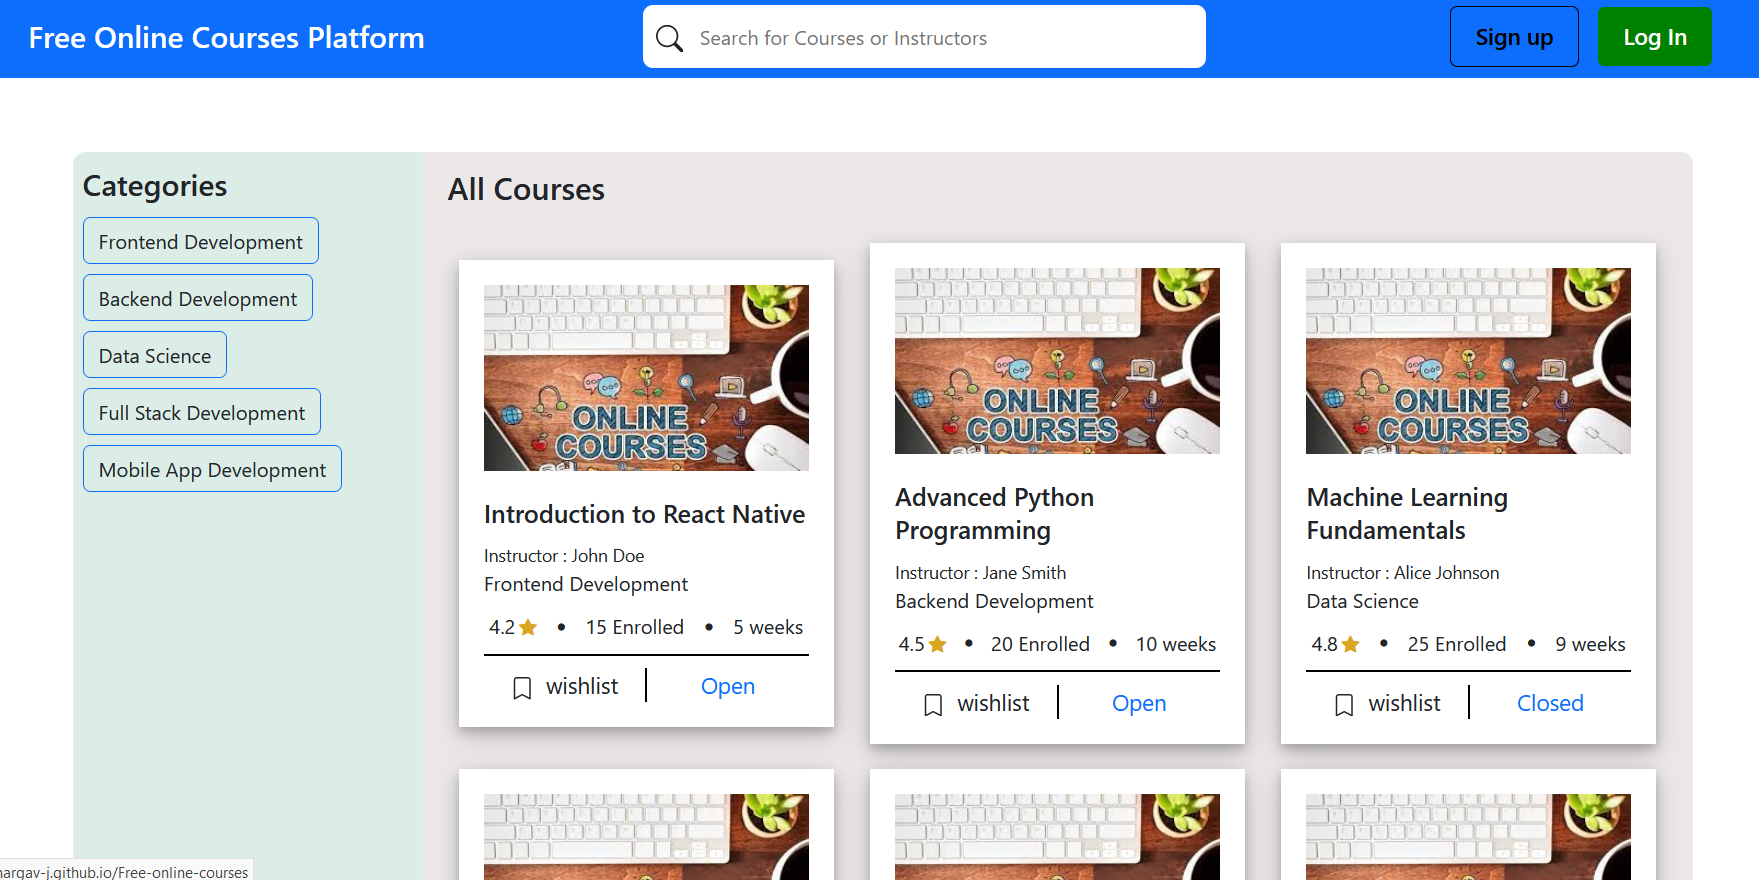 Free Online Courses Platform
Search for Courses or Instructors
Sign up
Log In
Categories
Frontend Development
Backend Development
Data Science
Full Stack Development
Mobile App Development
All Courses
ONLINE
COURSES
Introduction to React Native
Instructor : John Doe
Frontend Development
4.2 • 15 Enrolled • 5 weeks
wishlist
Open
ONLINE
COURSES
Advanced Python
Programming
Instructor : Jane Smith
Backend Development
4.5 • 20 Enrolled • 10 weeks
wishlist
Open
ONLINE
COURSES
Machine Learning
Fundamentals
Instructor : Alice Johnson
Data Science
4.8 • 25 Enrolled • 9 weeks
wishlist
Closed
argav-j.github.io/Free-online-courses